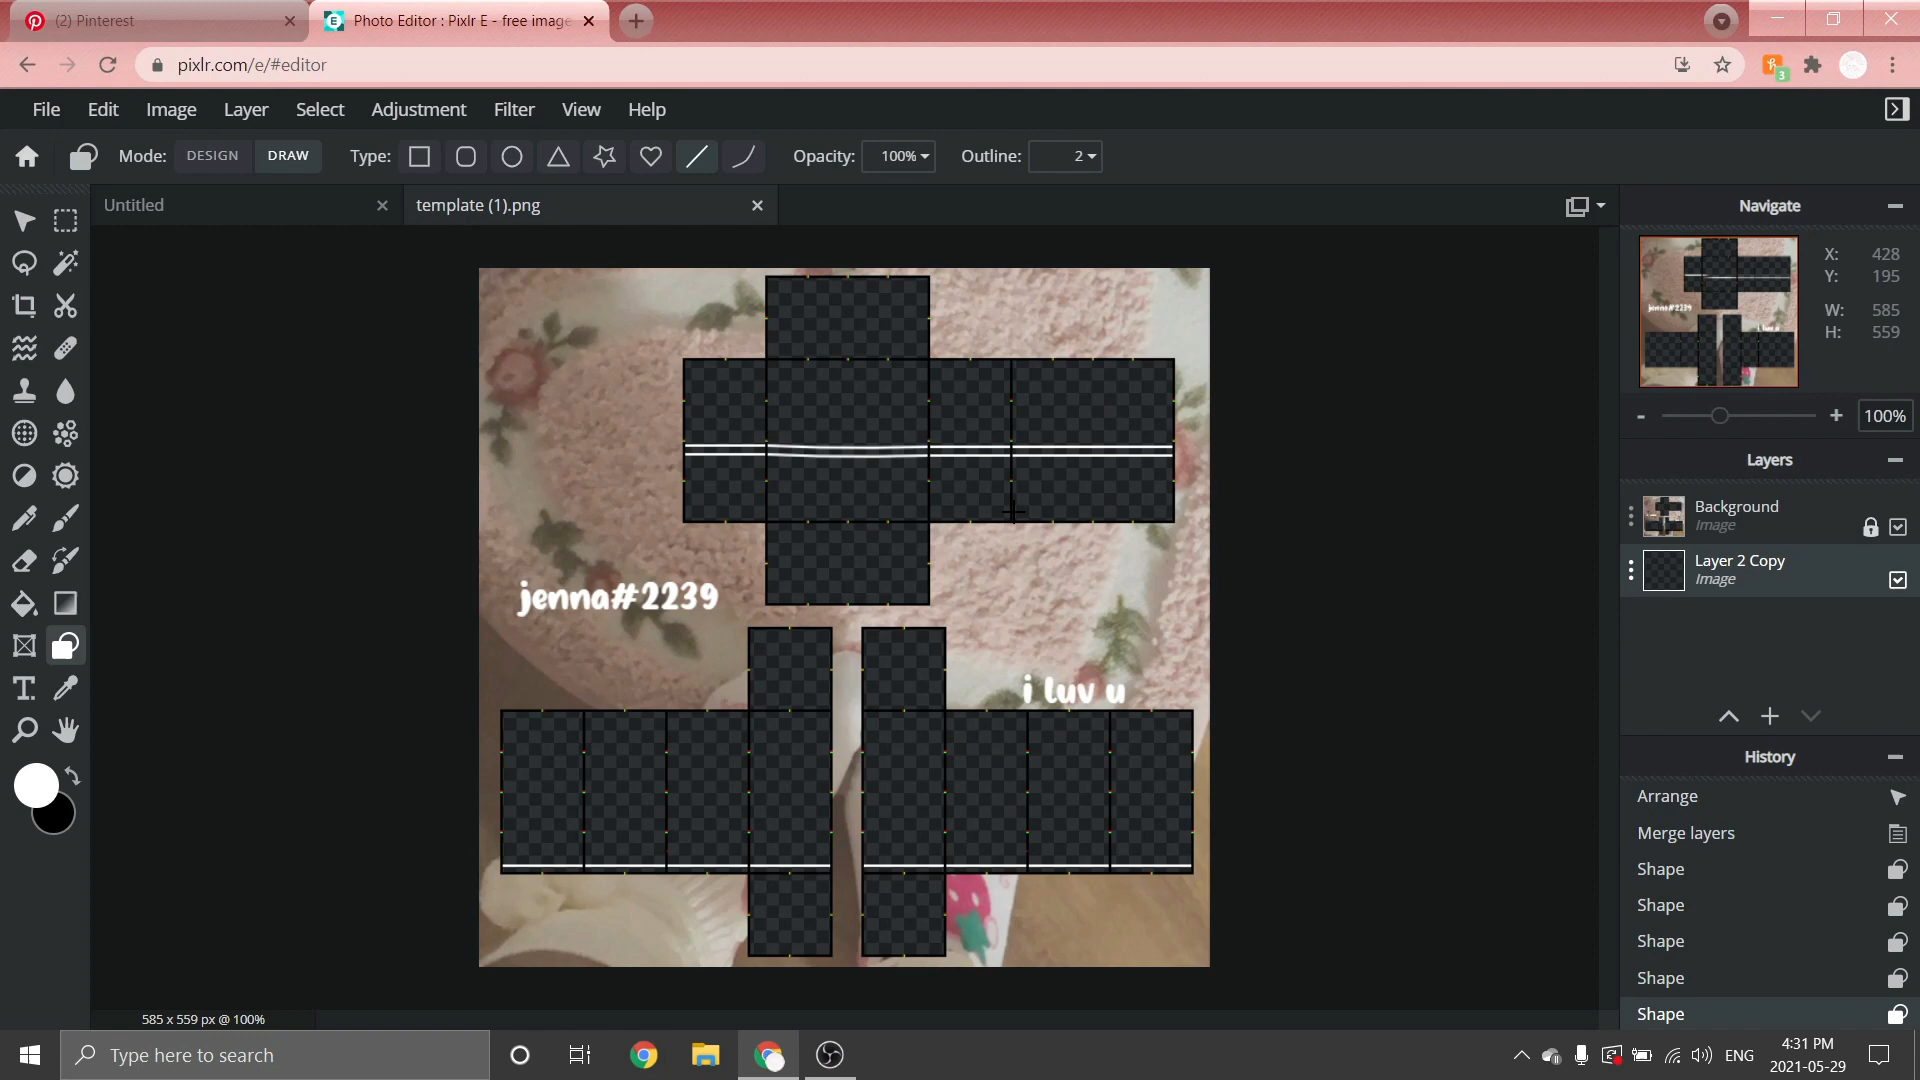 (2) Pinterest
Photo Editor : Pixlr E - free image
pixlr.com/e/#editor
3
File Edit Image Layer Select Adjustment Filter View Help
Mode: DESIGN DRAW Type: Opacity: 100% Outline: 2
Untitled
template (1).png
Navigate
X: 428
Y: 195
W: 585
H: 559
- + 100%
Layers
Background
Image
Layer 2 Copy
Image
jenna#2239
i luv u
History
Arrange
Merge layers
Shape
Shape
Shape
Shape
Shape
585 x 559 px @ 100%
Type here to search
ENG
4:31 PM
2021-05-29